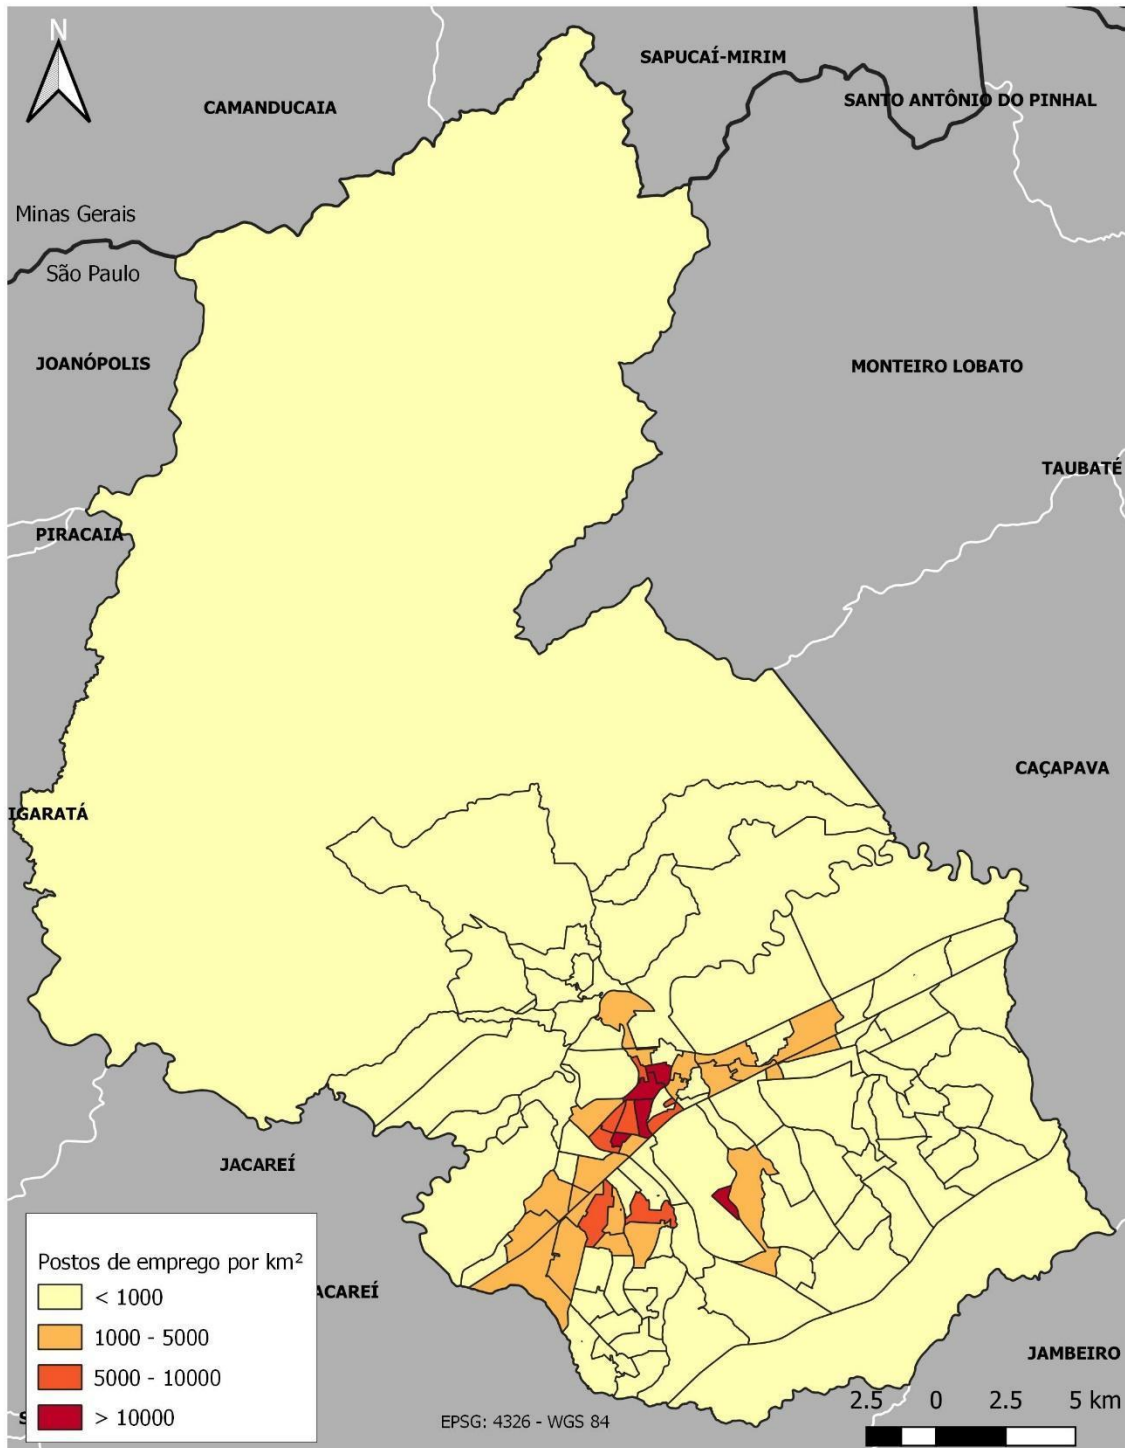 N
SAPUCAÍ-MIRIM
CAMANDUCAIA
SANTO ANTÔNIO DO PINHAL
Minas Gerais
São Paulo
JOANÓPOLIS
MONTEIRO LOBATO
TAUBATÉ
PIRACAIA
CAÇAPAVA
IGARATÁ
JACAREÍ
Postos de emprego por km²
< 1000
ACAREÍ
1000 - 5000
JAMBEIRO
5000 - 10000
2.5 0 2.5 5 km
> 10000
S
EPSG: 4326 - WGS 84